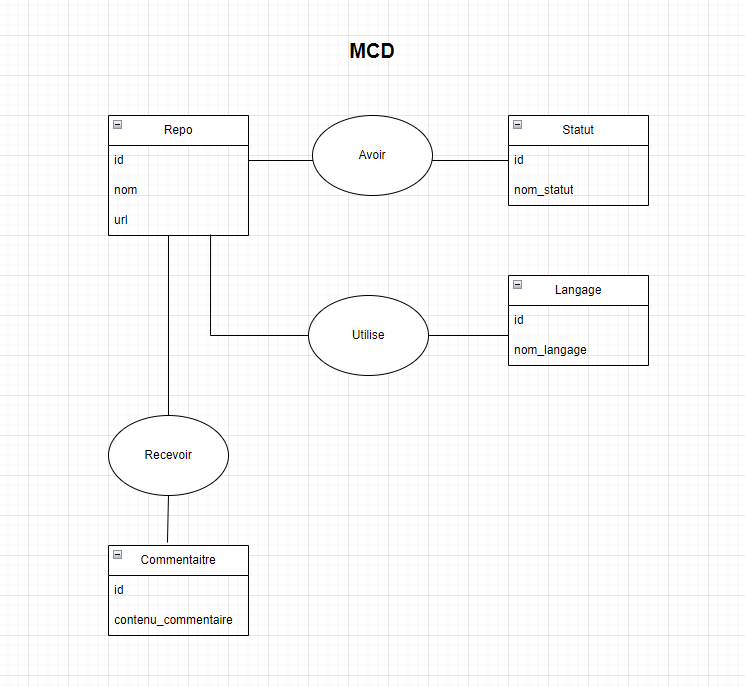 MCD
Repo
id
nom
url
Avoir
Statut
id
nom_statut
Utilise
Langage
id
nom_langage
Recevoir
Commentaitre
id
contenu_commentaire